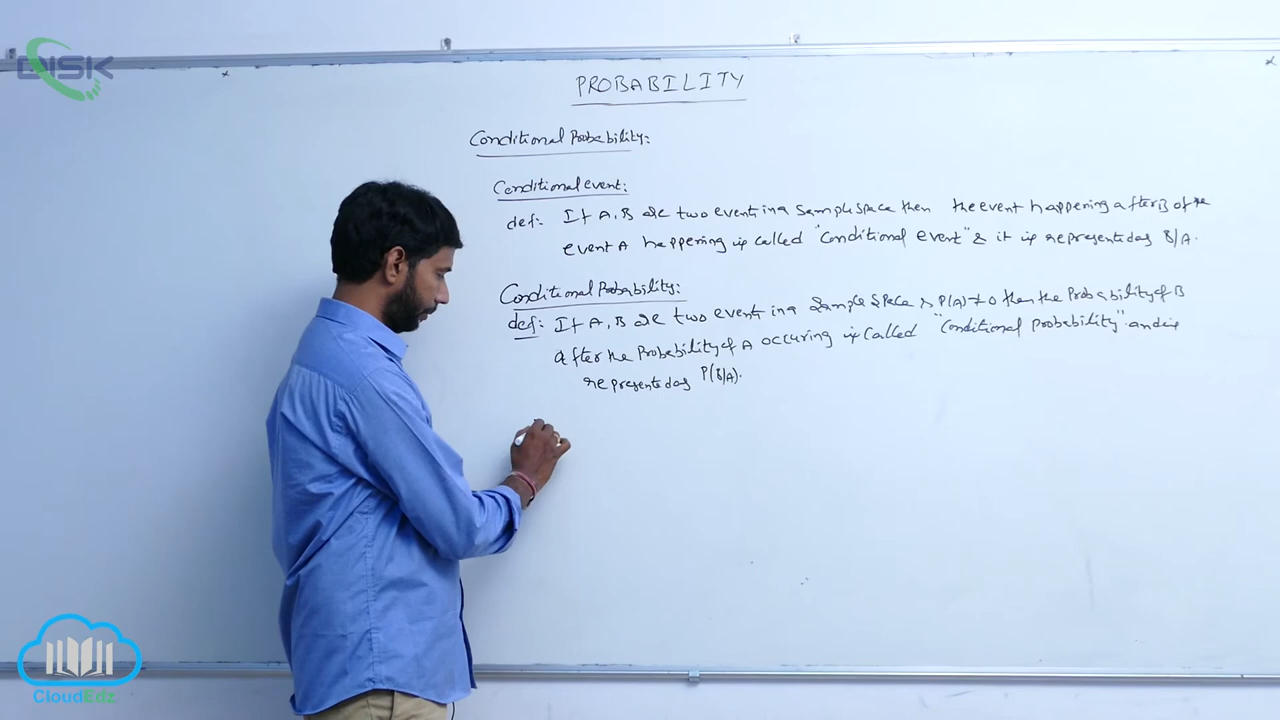 DISK
PROBABILITY
Conditional Probability:
Conditional event:
def: If A, B are two events in a sample space then the event happening after B of the
event A happening is called "Conditional event" & it is represented as B/A.
Conditional Probability:
def: If A, B are two events in a Sample Space & P(A)≠0 then the Probability of B
after the Probability of A occuring is called "Conditional Probability" and is
represented as P(B/A).
CloudEdz